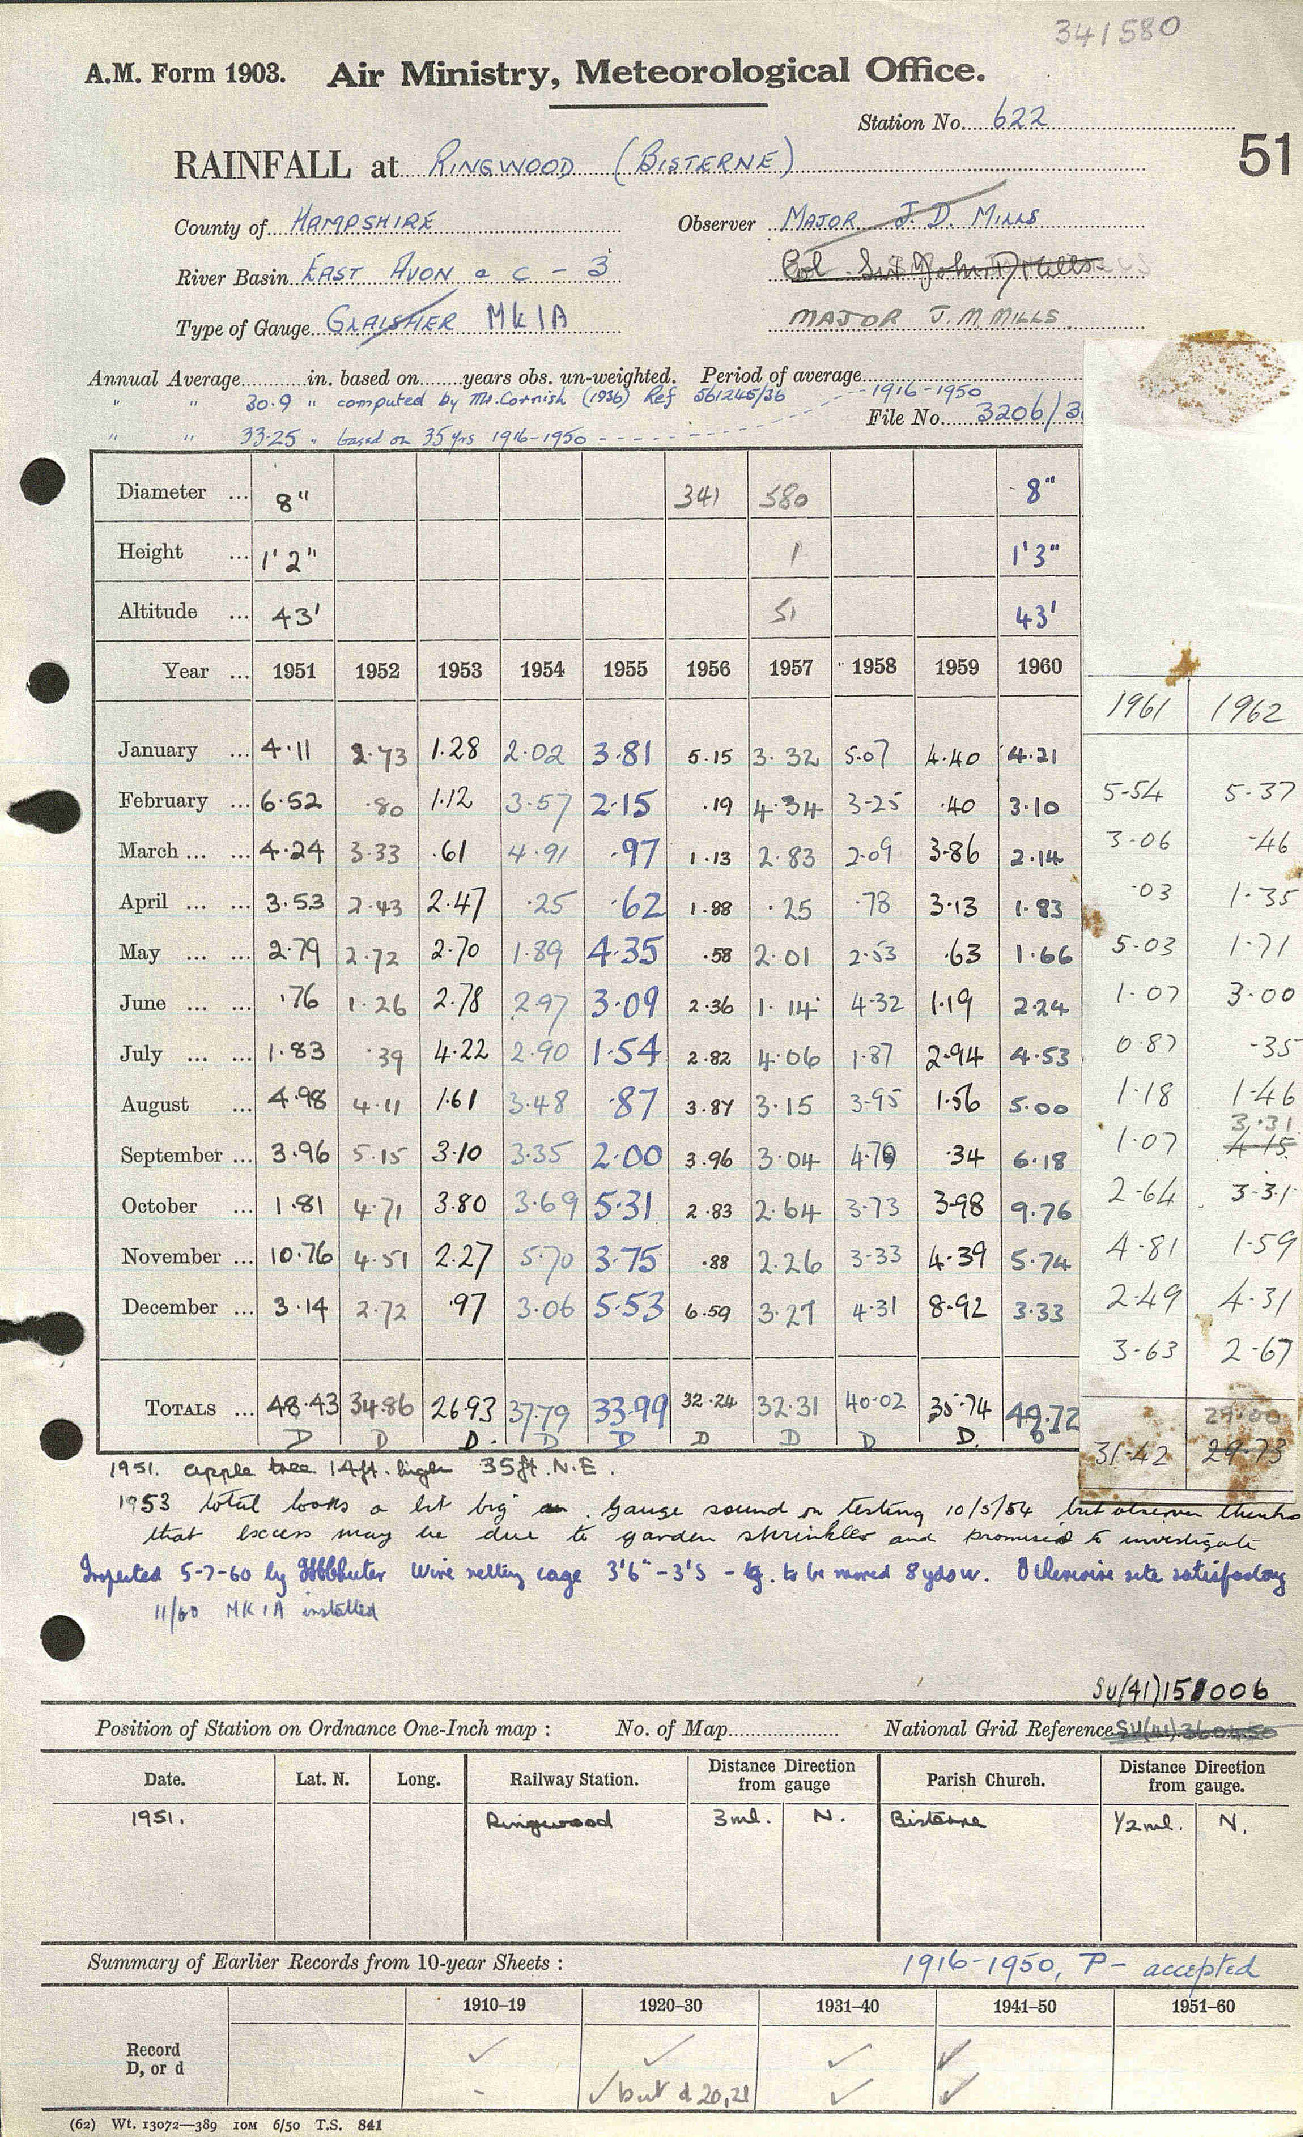 341580
A.M. Form 1903. Air Ministry, Meteorological Office.
Station No. 622
51
RAINFALL at RINGWOOD (BISTERNE)
County of HAMPSHIRE Observer MAJOR J. D. MILLS
River Basin EAST AVON a c - 3 Col. Sir John Mills
Type of Gauge GLAISHER MK1A MAJOR J. M. MILLS
Annual Average in. based on years obs. un-weighted. Period of average 1916-1950
" " 30.9 " computed by Mr. Cornish (1936) Ref 561245/36
File No. 3206/3
" " 33.25 " based on 35 yrs 1916-1950
Diameter ... 8" 341 580 8"
Height ... 1'2" 1 1'3"
Altitude ... 43' 51 43'
Year ... 1951 1952 1953 1954 1955 1956 1957 1958 1959 1960 1961 1962
January ... 4.11 2.73 1.28 2.02 3.81 5.15 3.32 5.07 4.40 4.21 5.54 5.37
February ... 6.52 .80 1.12 3.57 2.15 .19 4.34 3.25 .40 3.10 3.06 .46
March ... ... 4.24 3.33 .61 4.91 .97 1.13 2.83 2.09 3.86 2.14 .03 1.35
April ... ... 3.53 2.43 2.47 .25 .62 1.88 .25 .78 3.13 1.83 5.03 1.71
May ... ... 2.79 2.72 2.70 1.89 4.35 .58 2.01 2.53 .63 1.66 1.07 3.00
June ... ... .76 1.26 2.78 2.97 3.09 2.36 1.14 4.32 1.19 2.24 0.87 .35
July ... ... 1.83 .39 4.22 2.90 1.54 2.82 4.06 1.87 2.94 4.53 1.18 1.46
August ... 4.98 4.11 1.61 3.48 .87 3.87 3.15 3.95 1.56 5.00 1.07 3.31 4.15
September ... 3.96 5.15 3.10 3.35 2.00 3.96 3.04 4.79 .34 6.18 2.64 3.31
October ... 1.81 4.71 3.80 3.69 5.31 2.83 2.64 3.73 3.98 9.76 4.81 1.59
November ... 10.76 4.51 2.27 5.70 3.75 .88 2.26 3.33 4.39 5.74 2.49 4.31
December ... 3.14 2.72 .97 3.06 5.53 6.59 3.27 4.31 8.92 3.33 3.63 2.67
TOTALS ... 48.43 34.86 26.93 37.79 33.99 32.24 32.31 40.02 35.74 49.72 31.42 29.00 29.73
D D D. D D D D D D. D
1951. apple tree 14ft. high 35ft. N.E.
1953 total looks a bit big. Gauge sound on testing 10/5/54 but observer thinks
that excess may be due to garden sprinkler and promised to investigate
Inspected 5-7-60 by Wire netting cage 3'6" - 3'S - to be moved 8yds W. Otherwise site satisfactory
11/60 MK1A installed
SU(41)151006
Position of Station on Ordnance One-Inch map : No. of Map National Grid Reference
Date. Lat. N. Long. Railway Station. Distance from gauge Direction Parish Church. Distance from gauge. Direction
1951. Ringwood 3ml. N. Bisterne 1/2ml. N.
Summary of Earlier Records from 10-year Sheets : 1916-1950, P - accepted
1910-19 1920-30 1931-40 1941-50 1951-60
Record ✓ ✓ ✓ ✓
D, or d - ✓ but d 20, 21 ✓ ✓
(62) Wt. 13072—389 10M 6/50 T.S. 841